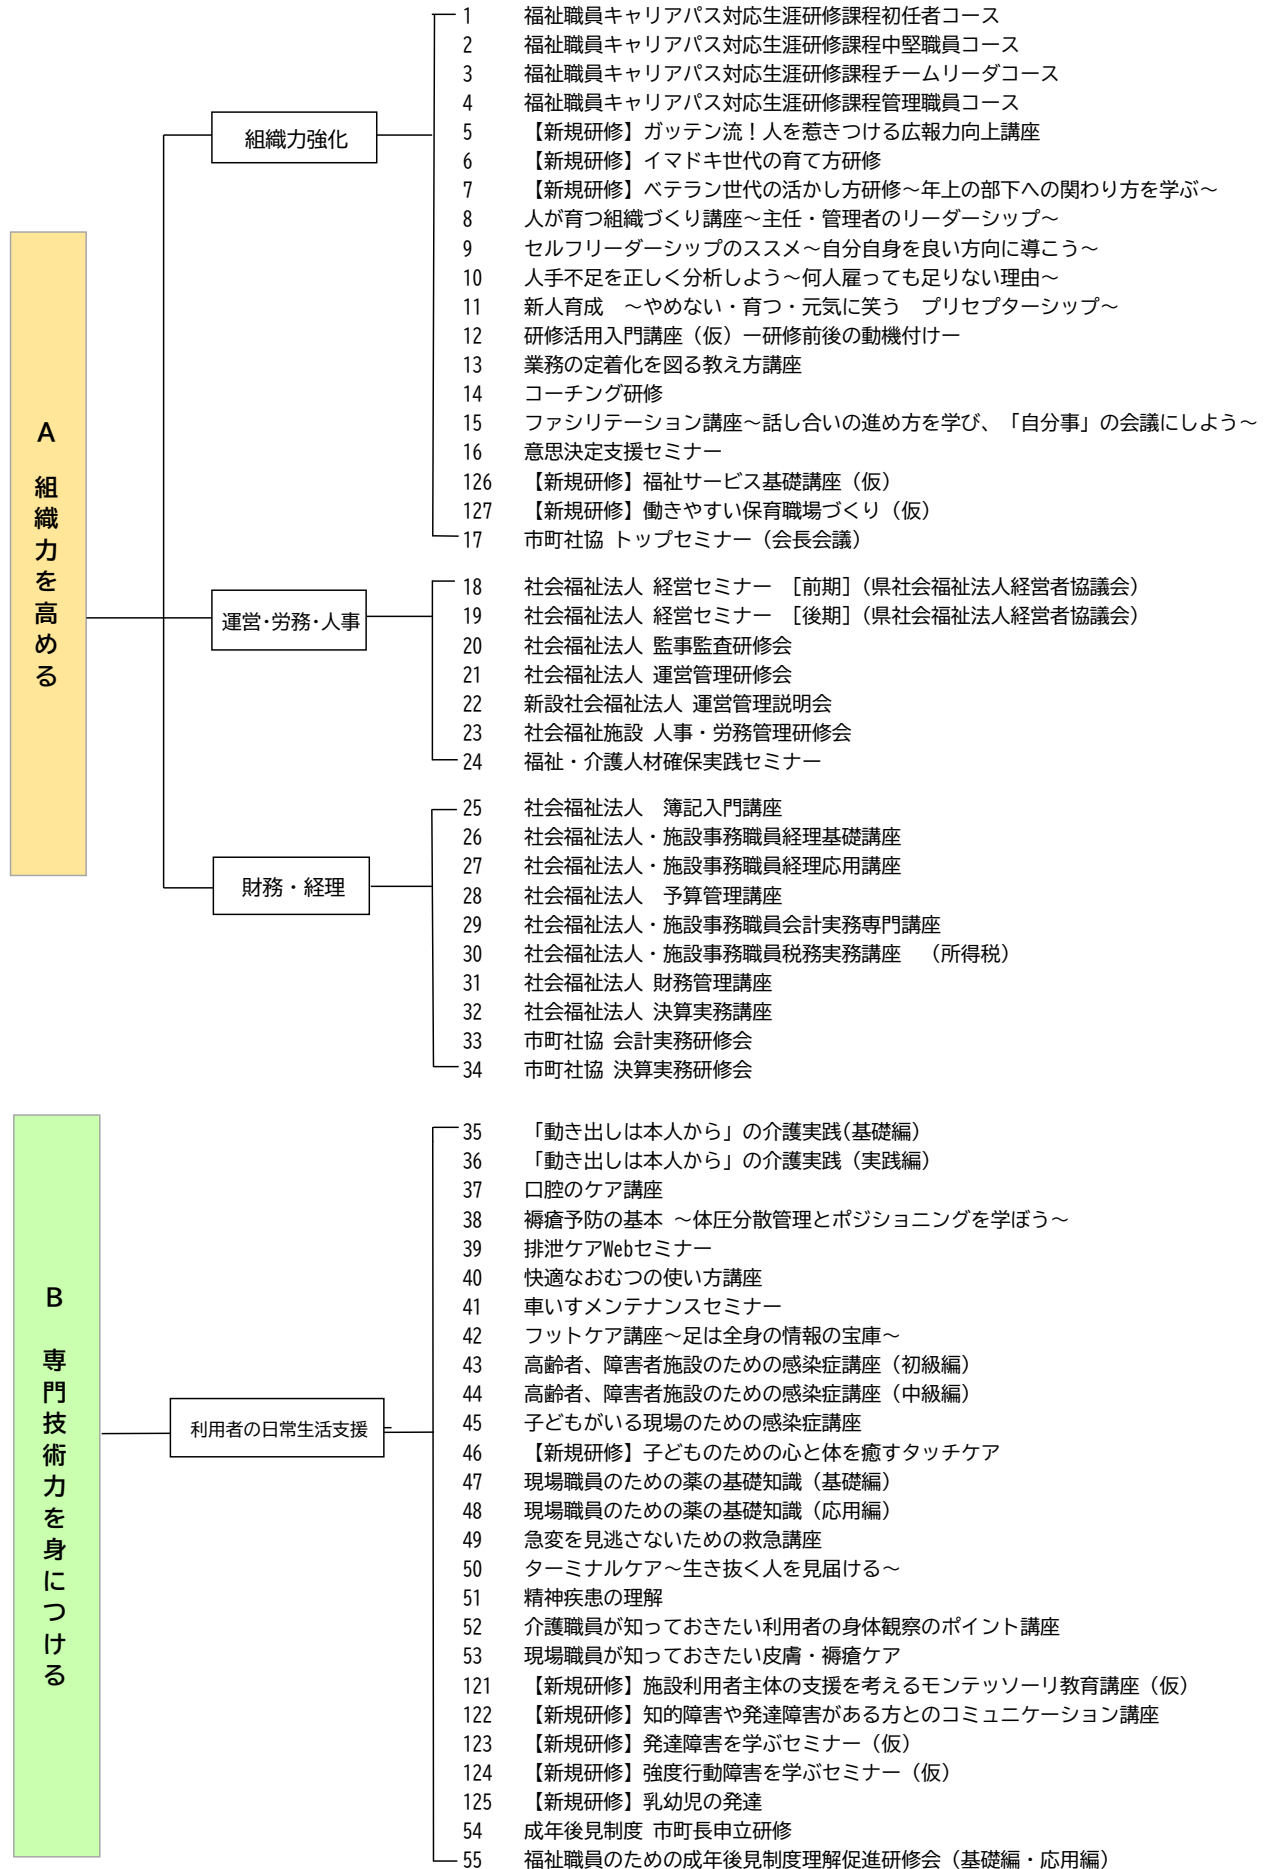 A 組織力を高める
組織力強化
1 福祉職員キャリアパス対応生涯研修課程初任者コース
2 福祉職員キャリアパス対応生涯研修課程中堅職員コース
3 福祉職員キャリアパス対応生涯研修課程チームリーダコース
4 福祉職員キャリアパス対応生涯研修課程管理職員コース
5 【新規研修】ガッテン流！人を惹きつける広報力向上講座
6 【新規研修】イマドキ世代の育て方研修
7 【新規研修】ベテラン世代の活かし方研修～年上の部下への関わり方を学ぶ～
8 人が育つ組織づくり講座～主任・管理者のリーダーシップ～
9 セルフリーダーシップのススメ～自分自身を良い方向に導こう～
10 人手不足を正しく分析しよう～何人雇っても足りない理由～
11 新人育成　～やめない・育つ・元気に笑う　プリセプターシップ～
12 研修活用入門講座（仮）ー研修前後の動機付けー
13 業務の定着化を図る教え方講座
14 コーチング研修
15 ファシリテーション講座～話し合いの進め方を学び、「自分事」の会議にしよう～
16 意思決定支援セミナー
126 【新規研修】福祉サービス基礎講座（仮）
127 【新規研修】働きやすい保育職場づくり（仮）
17 市町社協 トップセミナー（会長会議）
運営・労務・人事
18 社会福祉法人 経営セミナー ［前期］（県社会福祉法人経営者協議会）
19 社会福祉法人 経営セミナー ［後期］（県社会福祉法人経営者協議会）
20 社会福祉法人 監事監査研修会
21 社会福祉法人 運営管理研修会
22 新設社会福祉法人 運営管理説明会
23 社会福祉施設 人事・労務管理研修会
24 福祉・介護人材確保実践セミナー
財務・経理
25 社会福祉法人　簿記入門講座
26 社会福祉法人・施設事務職員経理基礎講座
27 社会福祉法人・施設事務職員経理応用講座
28 社会福祉法人　予算管理講座
29 社会福祉法人・施設事務職員会計実務専門講座
30 社会福祉法人・施設事務職員税務実務講座　（所得税）
31 社会福祉法人 財務管理講座
32 社会福祉法人 決算実務講座
33 市町社協 会計実務研修会
34 市町社協 決算実務研修会
B 専門技術力を身につける
利用者の日常生活支援
35 「動き出しは本人から」の介護実践(基礎編）
36 「動き出しは本人から」の介護実践（実践編）
37 口腔のケア講座
38 褥瘡予防の基本 ～体圧分散管理とポジショニングを学ぼう～
39 排泄ケアWebセミナー
40 快適なおむつの使い方講座
41 車いすメンテナンスセミナー
42 フットケア講座～足は全身の情報の宝庫～
43 高齢者、障害者施設のための感染症講座（初級編）
44 高齢者、障害者施設のための感染症講座（中級編）
45 子どもがいる現場のための感染症講座
46 【新規研修】子どものための心と体を癒すタッチケア
47 現場職員のための薬の基礎知識（基礎編）
48 現場職員のための薬の基礎知識（応用編）
49 急変を見逃さないための救急講座
50 ターミナルケア～生き抜く人を見届ける～
51 精神疾患の理解
52 介護職員が知っておきたい利用者の身体観察のポイント講座
53 現場職員が知っておきたい皮膚・褥瘡ケア
121 【新規研修】施設利用者主体の支援を考えるモンテッソーリ教育講座（仮）
122 【新規研修】知的障害や発達障害がある方とのコミュニケーション講座
123 【新規研修】発達障害を学ぶセミナー（仮）
124 【新規研修】強度行動障害を学ぶセミナー（仮）
125 【新規研修】乳幼児の発達
54 成年後見制度 市町長申立研修
55 福祉職員のための成年後見制度理解促進研修会（基礎編・応用編）